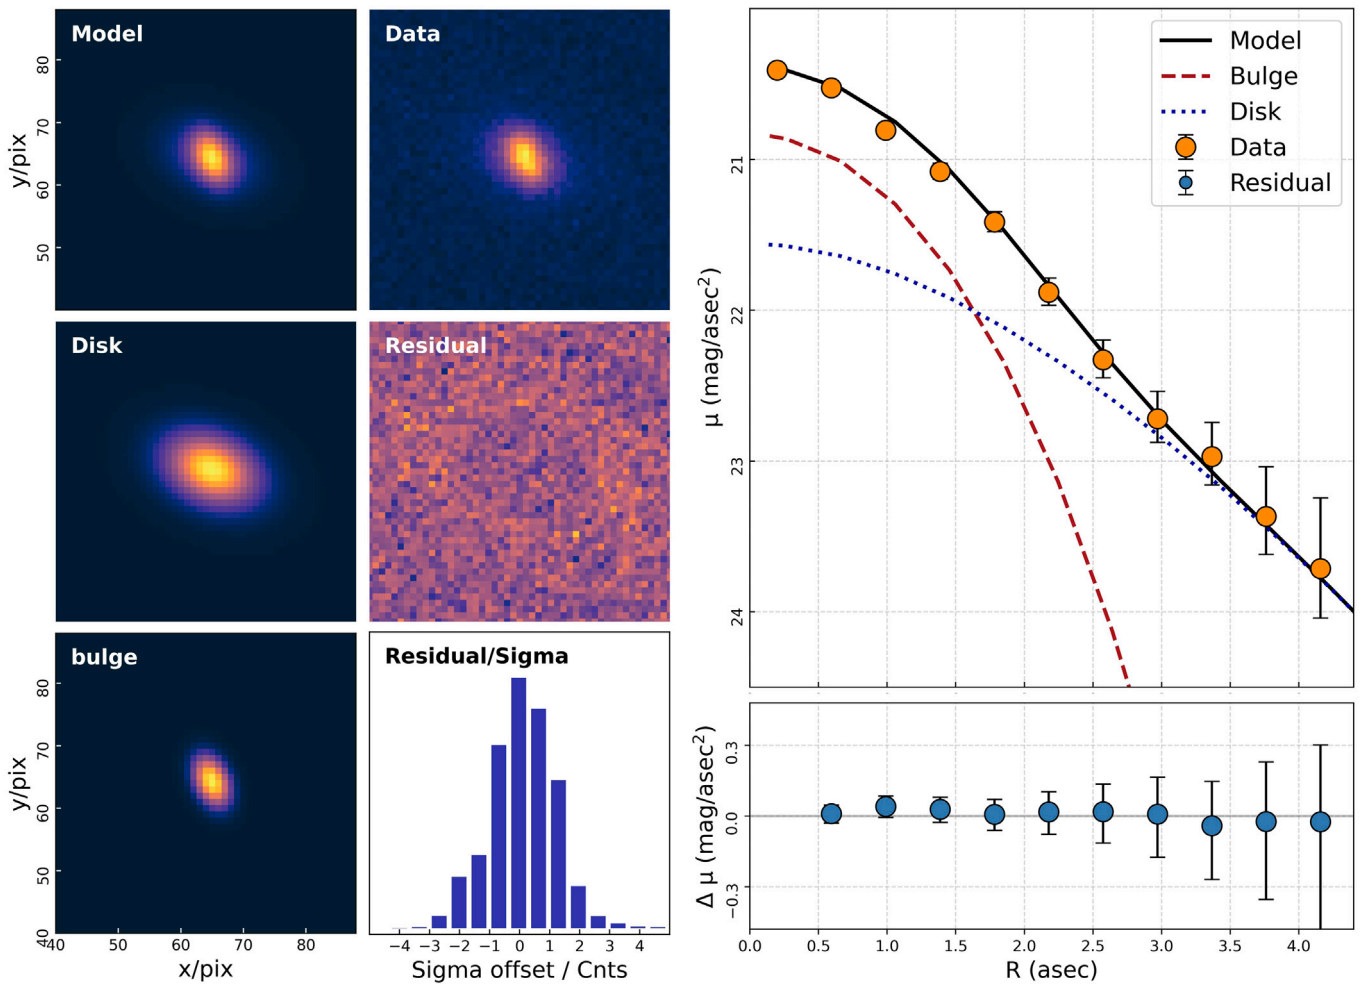 Model
Data
80
70
60
50
y/pix
Disk
Residual
bulge
80
70
60
50
40
y/pix
40
50
60
70
80
x/pix
Residual/Sigma
−4
−3
−2
−1
0
1
2
3
4
Sigma offset / Cnts
Model
Bulge
Disk
Data
Residual
21
22
23
24
μ (mag/asec²)
0.3
0.0
−0.3
Δ μ (mag/asec²)
0.0
0.5
1.0
1.5
2.0
2.5
3.0
3.5
4.0
R (asec)